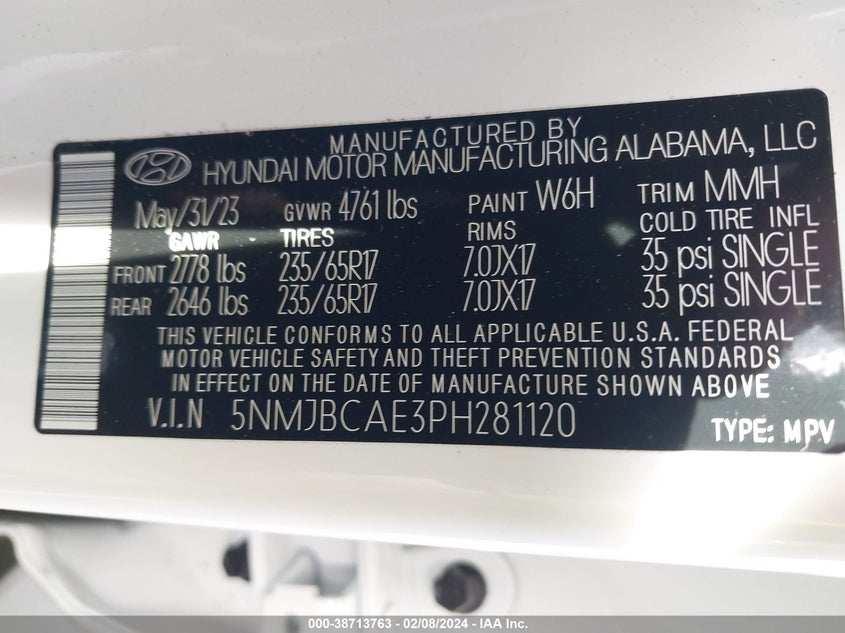 MANUFACTURED BY
HYUNDAI MOTOR MANUFACTURING ALABAMA, LLC
May/31/23 GVWR 4761 lbs PAINT W6H TRIM MMH
GAWR TIRES RIMS COLD TIRE INFL
FRONT 2778 lbs 235/65R17 7.0JX17 35 psi SINGLE
REAR 2646 lbs 235/65R17 7.0JX17 35 psi SINGLE
THIS VEHICLE CONFORMS TO ALL APPLICABLE U.S.A. FEDERAL
MOTOR VEHICLE SAFETY AND THEFT PREVENTION STANDARDS
IN EFFECT ON THE DATE OF MANUFACTURE SHOWN ABOVE
V.I.N 5NMJBCAE3PH281120 TYPE: MPV
000 - 38713763 - 02/08/2024 - IAA Inc.